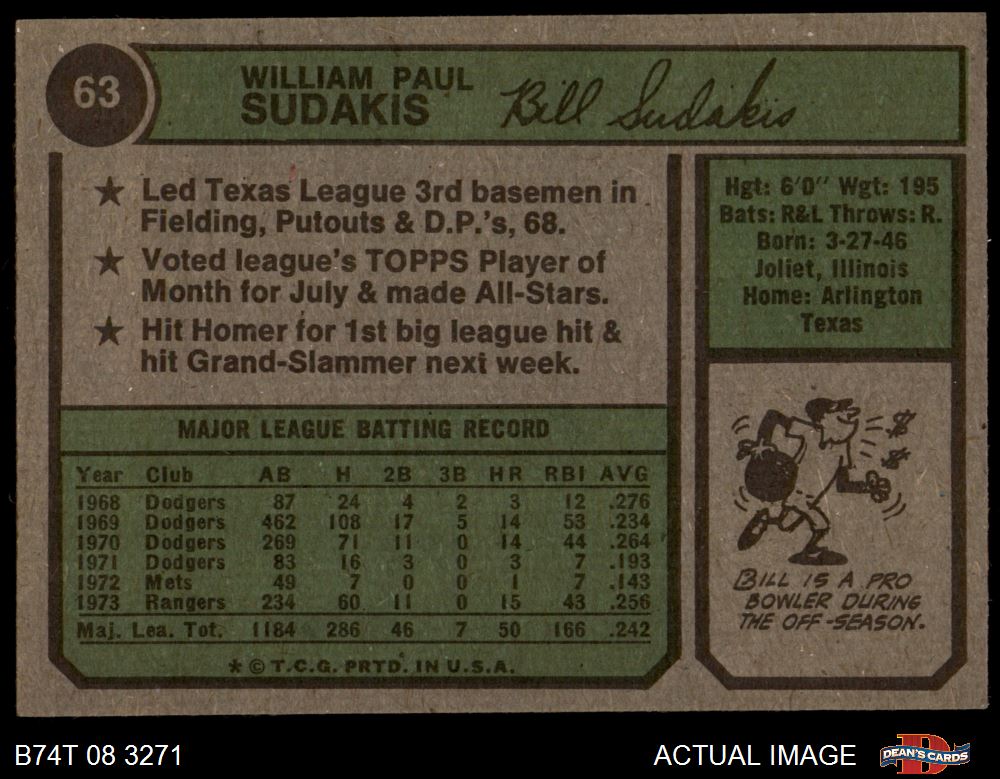 63
WILLIAM PAUL
SUDAKIS
Bill Sudakis
★ Led Texas League 3rd basemen in
Fielding, Putouts & D.P.'s, 68.
★ Voted league's TOPPS Player of
Month for July & made All-Stars.
★ Hit Homer for 1st big league hit &
hit Grand-Slammer next week.
Hgt: 6'0" Wgt: 195
Bats: R&L Throws: R.
Born: 3-27-46
Joliet, Illinois
Home: Arlington
Texas
MAJOR LEAGUE BATTING RECORD
Year Club AB H 2B 3B HR RBI AVG
1968 Dodgers 87 24 4 2 3 12 .276
1969 Dodgers 462 108 17 5 14 53 .234
1970 Dodgers 269 71 11 0 14 44 .264
1971 Dodgers 83 16 3 0 3 7 .193
1972 Mets 49 7 0 0 1 7 .143
1973 Rangers 234 60 11 0 15 43 .256
Maj. Lea. Tot. 1184 286 46 7 50 166 .242
* © T.C.G. PRTD. IN U.S.A.
$
$
BILL IS A PRO
BOWLER DURING
THE OFF-SEASON.
B74T 08 3271
ACTUAL IMAGE
D
DEAN'S CARDS